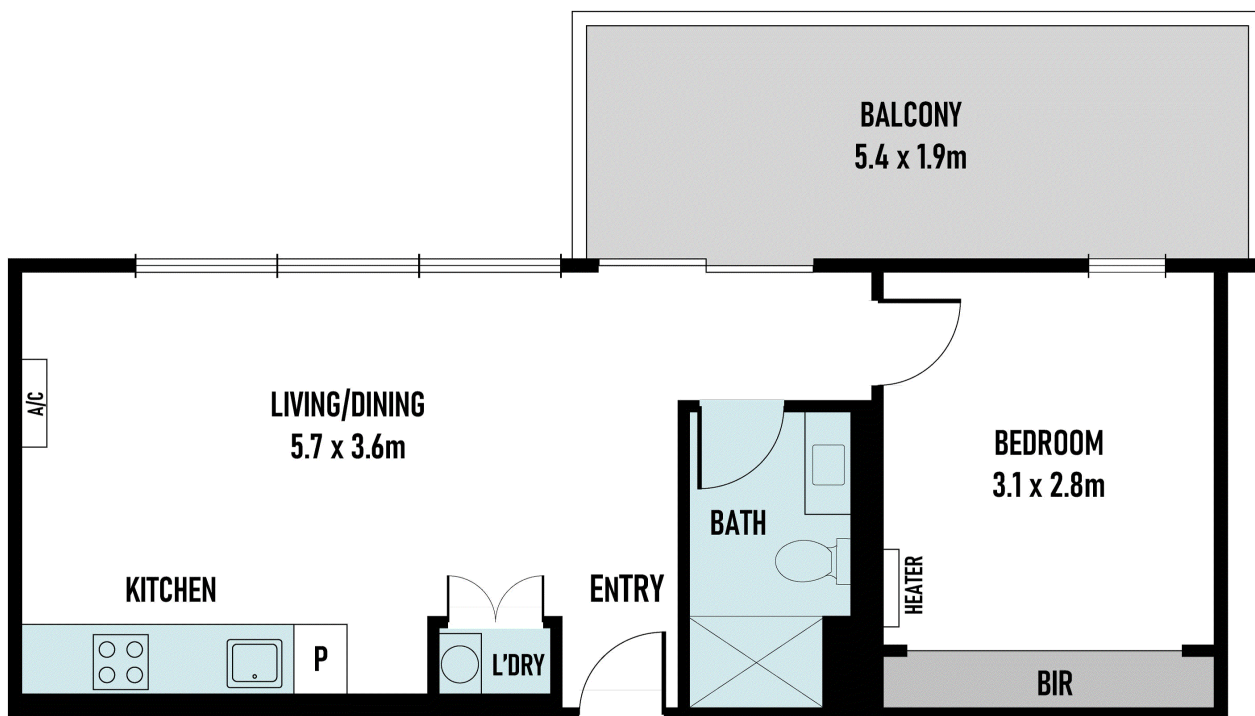 BALCONY
5.4 x 1.9m
A/C
LIVING/DINING
5.7 x 3.6m
BEDROOM
3.1 x 2.8m
BATH
HEATER
KITCHEN
ENTRY
P
L'DRY
BIR